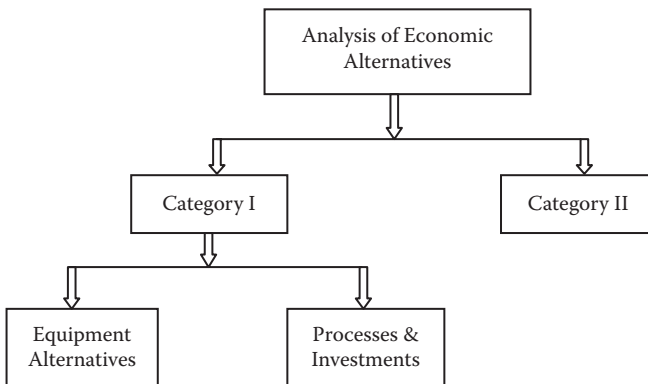 Analysis of Economic
Alternatives
Category I
Category II
Equipment
Alternatives
Processes &
Investments